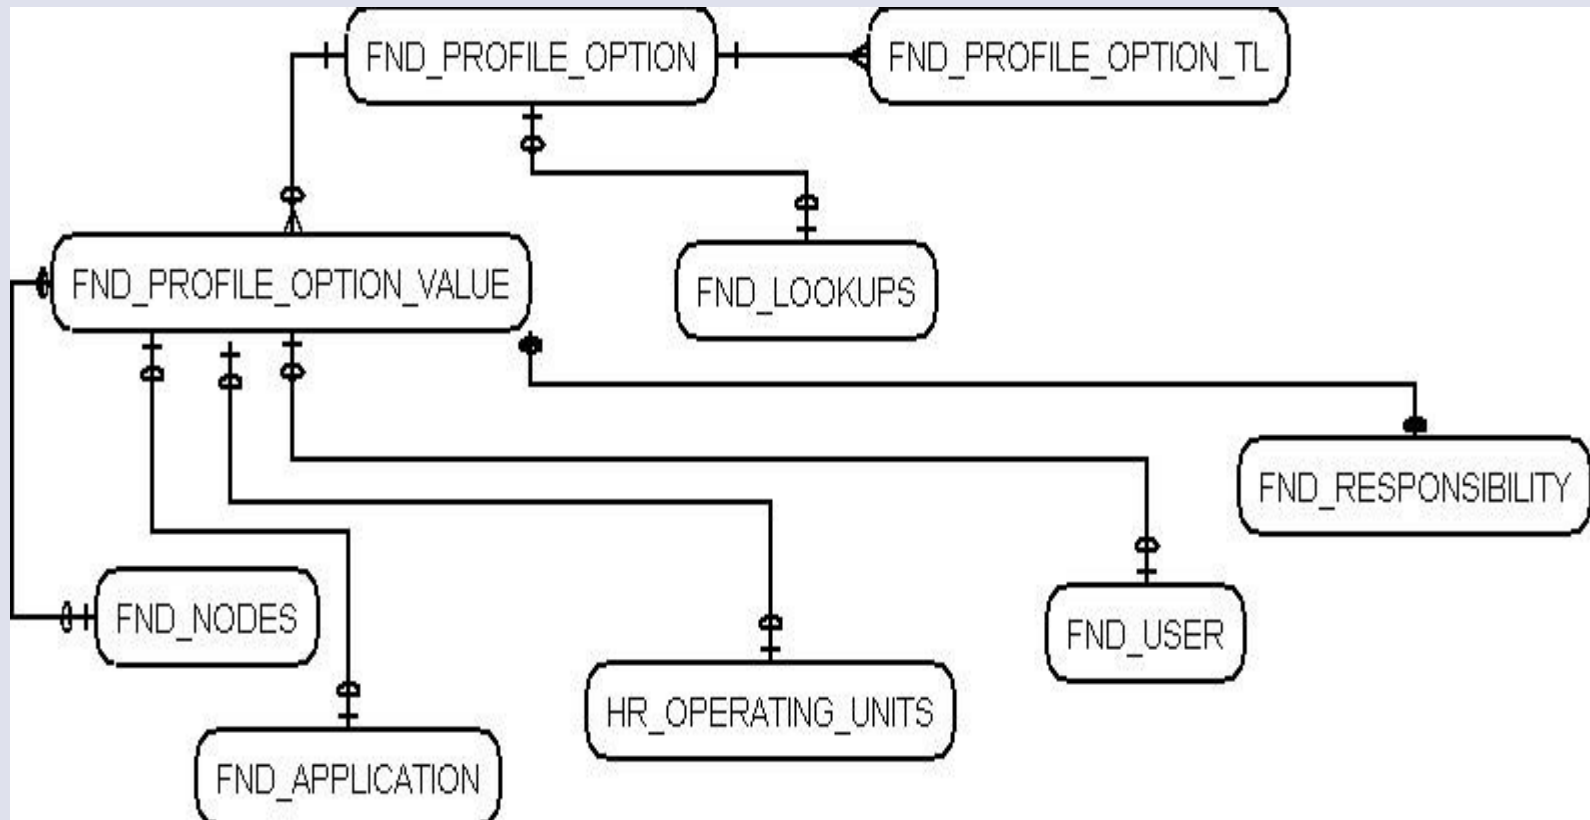 FND_PROFILE_OPTION
FND_PROFILE_OPTION_TL
FND_PROFILE_OPTION_VALUE
FND_LOOKUPS
FND_RESPONSIBILITY
FND_NODES
FND_USER
HR_OPERATING_UNITS
FND_APPLICATION